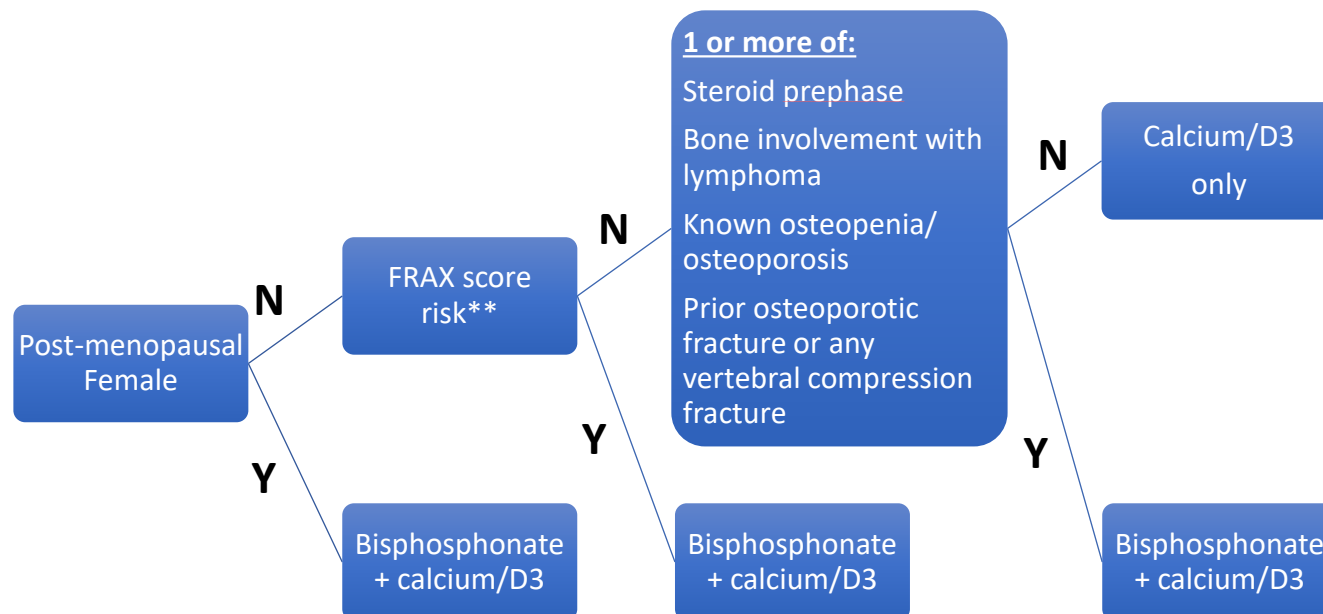 Post-menopausal
Female
N
Y
FRAX score
risk**
Bisphosphonate
+ calcium/D3
N
Y
1 or more of:
Steroid prephase
Bone involvement with
lymphoma
Known osteopenia/
osteoporosis
Prior osteoporotic
fracture or any
vertebral compression
fracture
Bisphosphonate
+ calcium/D3
N
Y
Calcium/D3
only
Bisphosphonate
+ calcium/D3